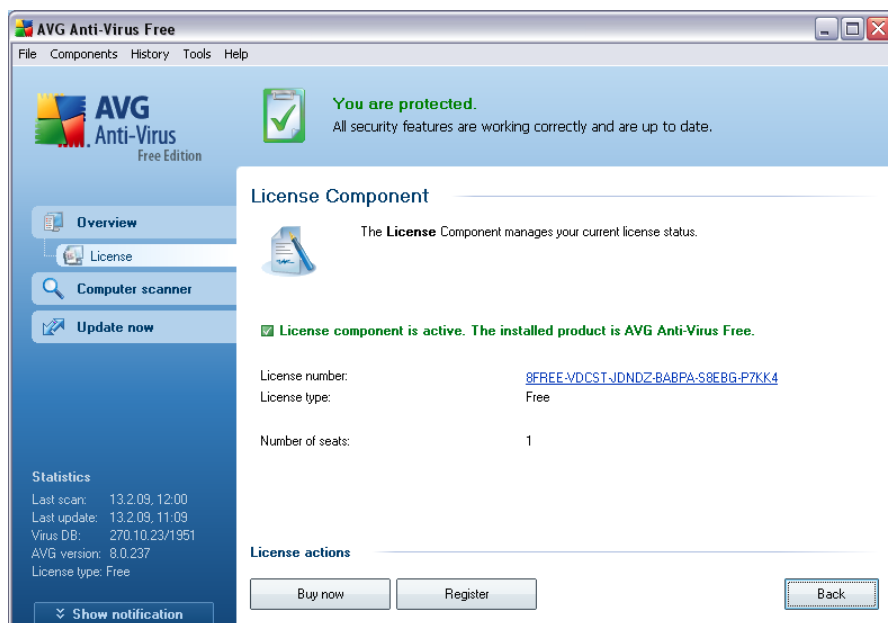 AVG Anti-Virus Free
File Components History Tools Help
AVG
Anti-Virus
Free Edition
You are protected.
All security features are working correctly and are up to date.
Overview
License
Computer scanner
Update now
License Component
The License Component manages your current license status.
License component is active. The installed product is AVG Anti-Virus Free.
License number: 8FREE-VDCST-JDNDZ-BABPA-S8EBG-P7KK4
License type: Free
Number of seats: 1
Statistics
Last scan: 13.2.09, 12:00
Last update: 13.2.09, 11:09
Virus DB: 270.10.23/1951
AVG version: 8.0.237
License type: Free
Show notification
License actions
Buy now Register Back